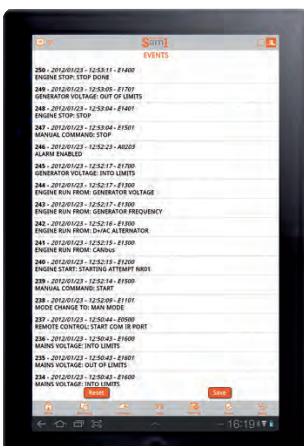 Sam1
EVENTS
250 - 2012/01/23 - 12:53:11 - E1400
ENGINE STOP: STOP DONE
249 - 2012/01/23 - 12:53:05 - E1701
GENERATOR VOLTAGE: OUT OF LIMITS
248 - 2012/01/23 - 12:53:04 - E1401
ENGINE STOP: STOP
247 - 2012/01/23 - 12:53:04 - E1501
MANUAL COMMAND: STOP
246 - 2012/01/23 - 12:52:23 - A0203
ALARM ENABLED
245 - 2012/01/23 - 12:52:17 - E1700
GENERATOR VOLTAGE: INTO LIMITS
244 - 2012/01/23 - 12:52:17 - E1300
ENGINE RUN FROM: GENERATOR VOLTAGE
243 - 2012/01/23 - 12:52:17 - E1300
ENGINE RUN FROM: GENERATOR FREQUENCY
242 - 2012/01/23 - 12:52:16 - E1300
ENGINE RUN FROM: D+/AC ALTERNATOR
241 - 2012/01/23 - 12:52:15 - E1300
ENGINE RUN FROM: CANbus
240 - 2012/01/23 - 12:52:15 - E1200
ENGINE START: STARTING ATTEMPT NR01
239 - 2012/01/23 - 12:52:14 - E1500
MANUAL COMMAND: START
238 - 2012/01/23 - 12:52:09 - E1101
MODE CHANGE TO: MAN MODE
237 - 2012/01/23 - 12:50:44 - E0500
REMOTE CONTROL: START COM IR PORT
236 - 2012/01/23 - 12:50:43 - E1600
MAINS VOLTAGE: INTO LIMITS
235 - 2012/01/23 - 12:50:43 - E1601
MAINS VOLTAGE: OUT OF LIMITS
234 - 2012/01/23 - 12:50:43 - E1600
MAINS VOLTAGE: INTO LIMITS
Reset
Save
16:19